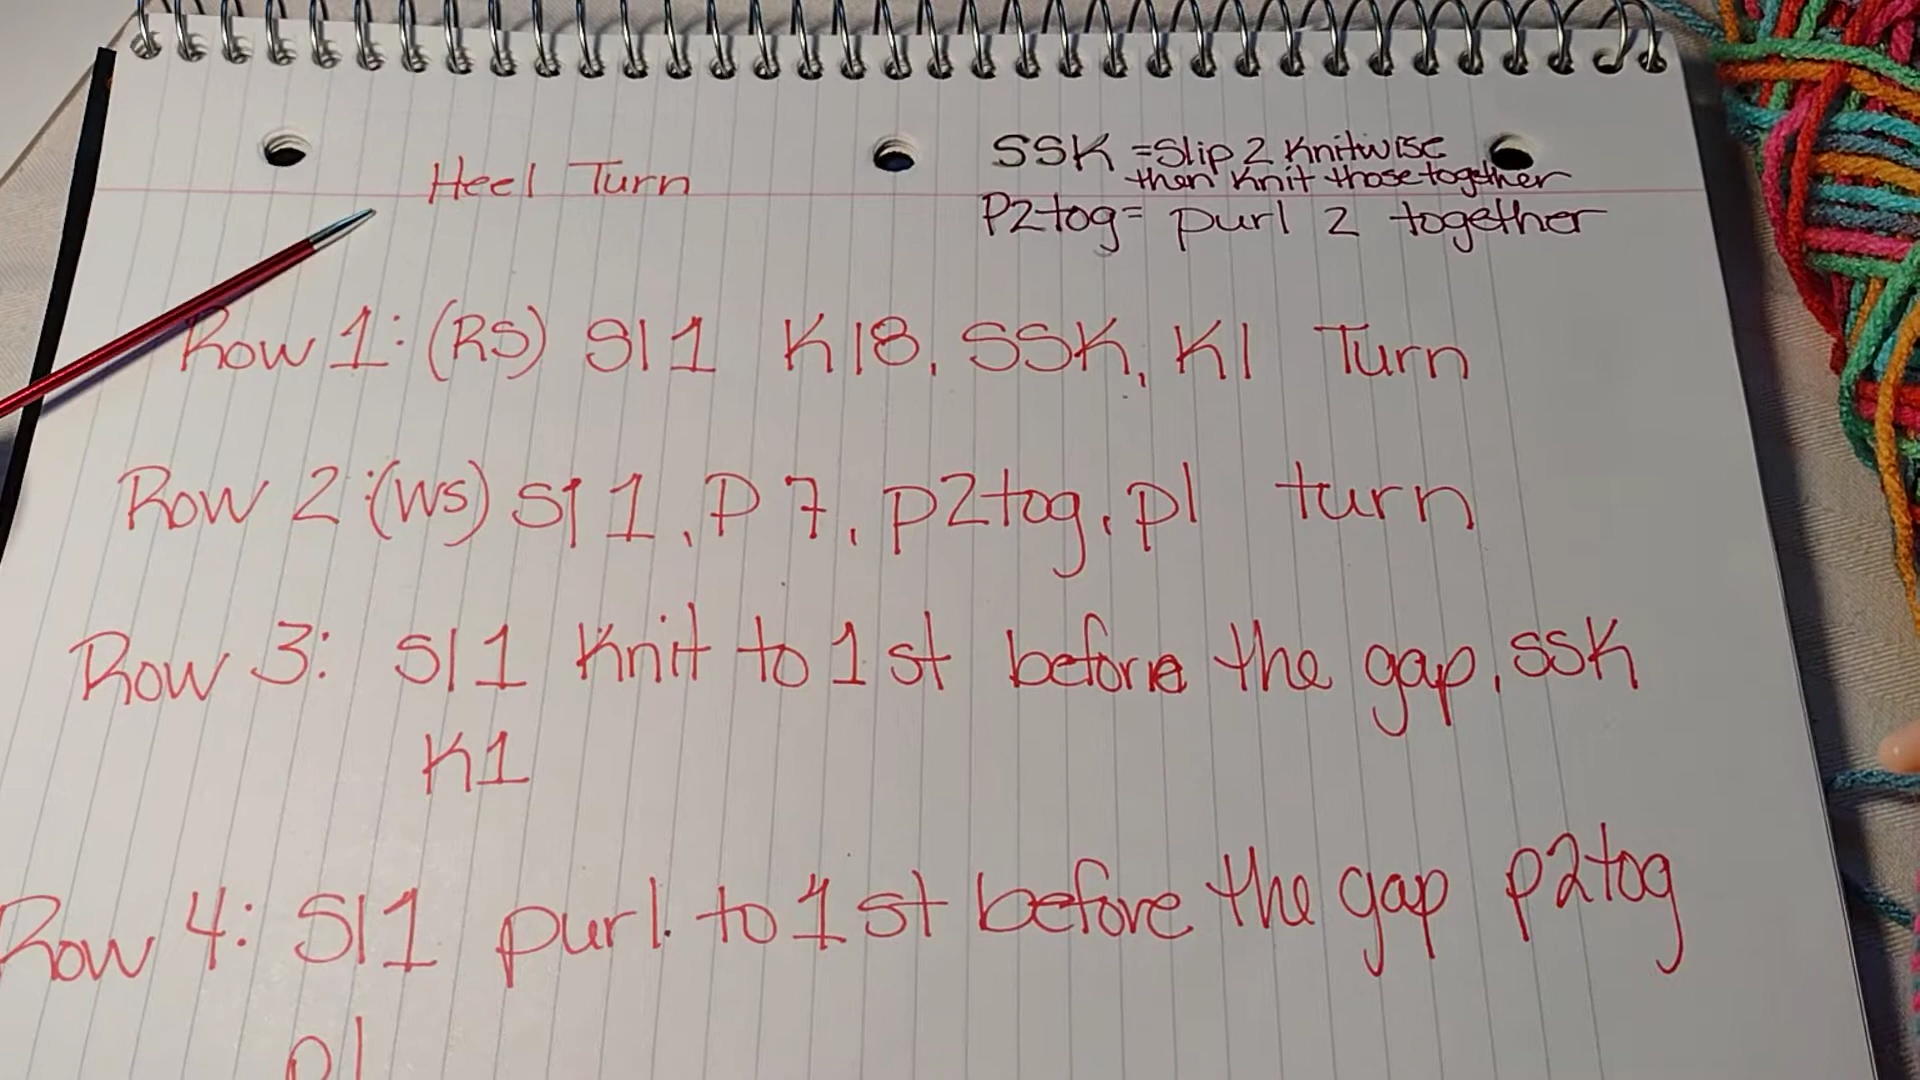 Heel Turn
SSK = Slip 2 Knitwise
then Knit those together
P2tog = purl 2 together
Row 1: (RS) Sl 1 K18, SSK, K1 Turn
Row 2: (WS) Sl 1, P 7, p2tog, p1 turn
Row 3: Sl 1 Knit to 1 st before the gap, SSK
K1
Row 4: Sl 1 purl to 1 st before the gap p2tog
p1